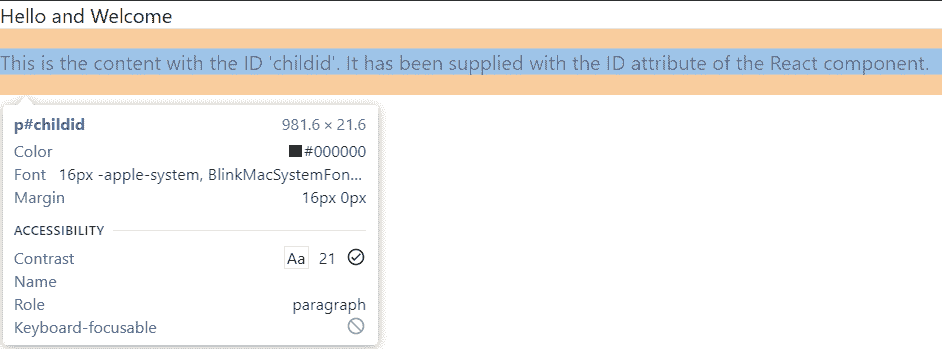 Hello and Welcome
This is the content with the ID 'childid'. It has been supplied with the ID attribute of the React component.
p#childid 981.6 × 21.6
Color #000000
Font 16px -apple-system, BlinkMacSystemFon...
Margin 16px 0px
ACCESSIBILITY
Contrast Aa 21
Name
Role paragraph
Keyboard-focusable